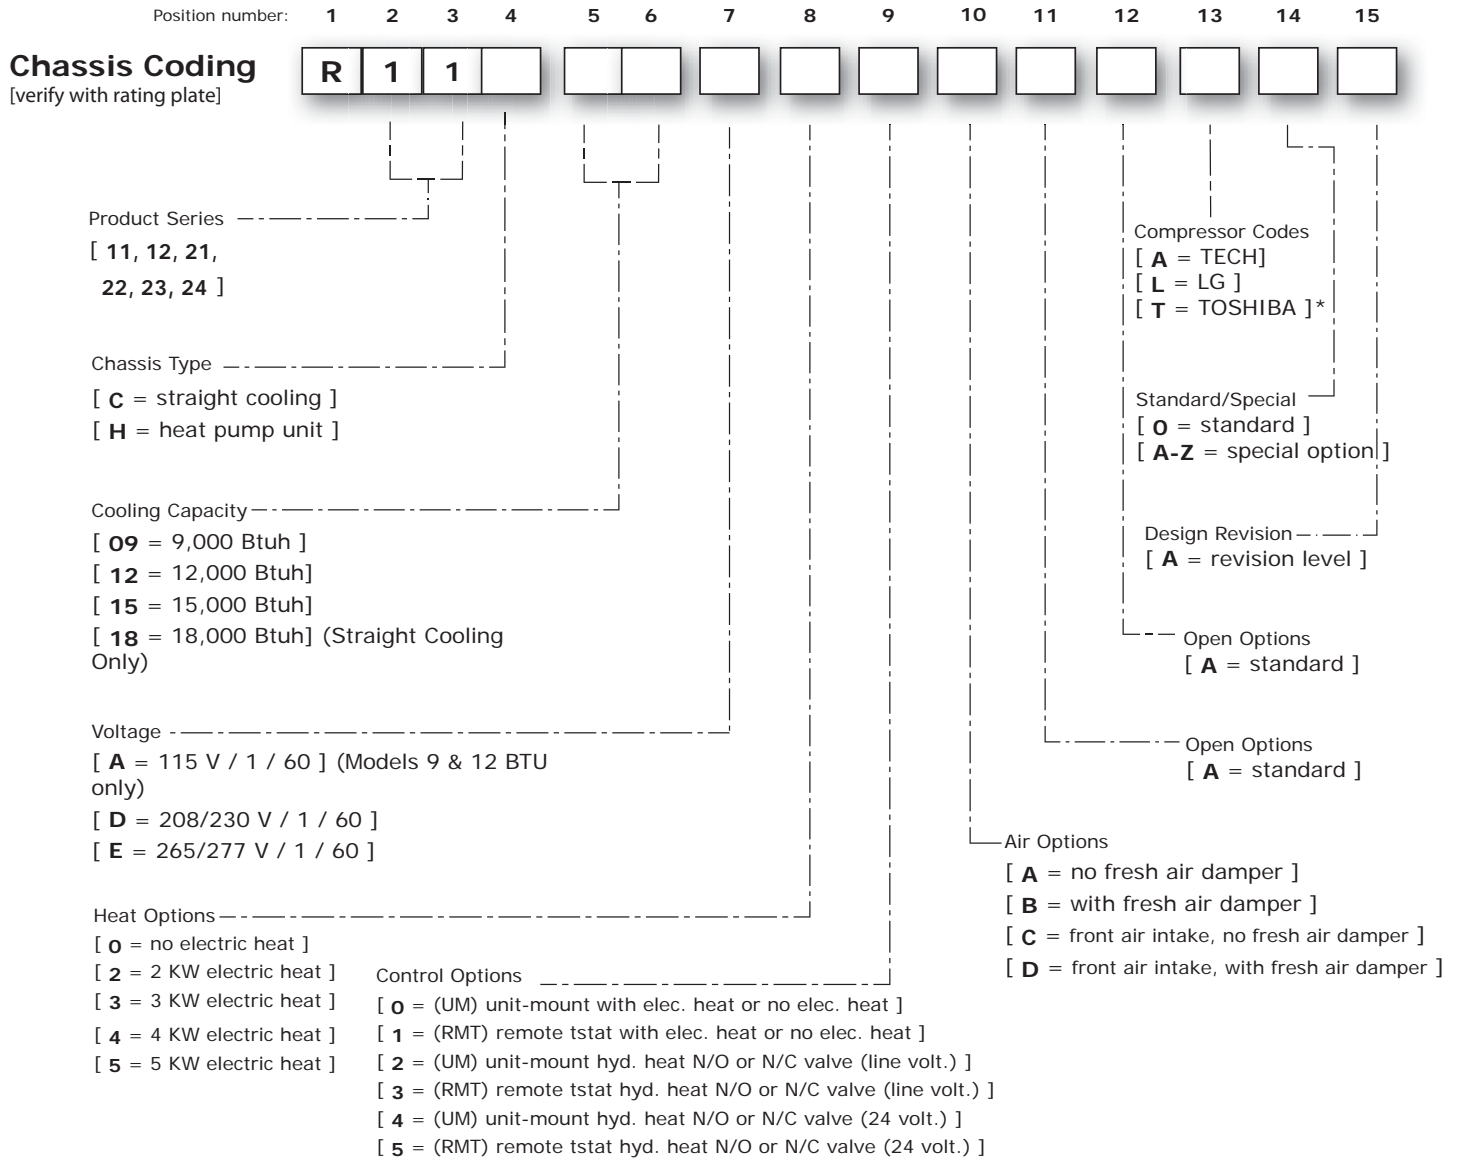 Position number: 1 2 3 4 5 6 7 8 9 10 11 12 13 14 15
Chassis Coding
[verify with rating plate]
R 1 1
Product Series
[ 11, 12, 21,
22, 23, 24 ]
Chassis Type
[ C = straight cooling ]
[ H = heat pump unit ]
Cooling Capacity
[ 09 = 9,000 Btuh ]
[ 12 = 12,000 Btuh]
[ 15 = 15,000 Btuh]
[ 18 = 18,000 Btuh] (Straight Cooling
Only)
Voltage
[ A = 115 V / 1 / 60 ] (Models 9 & 12 BTU
only)
[ D = 208/230 V / 1 / 60 ]
[ E = 265/277 V / 1 / 60 ]
Heat Options
[ 0 = no electric heat ]
[ 2 = 2 KW electric heat ]
[ 3 = 3 KW electric heat ]
[ 4 = 4 KW electric heat ]
[ 5 = 5 KW electric heat ]
Control Options
[ 0 = (UM) unit-mount with elec. heat or no elec. heat ]
[ 1 = (RMT) remote tstat with elec. heat or no elec. heat ]
[ 2 = (UM) unit-mount hyd. heat N/O or N/C valve (line volt.) ]
[ 3 = (RMT) remote tstat hyd. heat N/O or N/C valve (line volt.) ]
[ 4 = (UM) unit-mount hyd. heat N/O or N/C valve (24 volt.) ]
[ 5 = (RMT) remote tstat hyd. heat N/O or N/C valve (24 volt.) ]
Compressor Codes
[ A = TECH]
[ L = LG ]
[ T = TOSHIBA ]*
Standard/Special
[ 0 = standard ]
[ A-Z = special option ]
Design Revision
[ A = revision level ]
Open Options
[ A = standard ]
Open Options
[ A = standard ]
Air Options
[ A = no fresh air damper ]
[ B = with fresh air damper ]
[ C = front air intake, no fresh air damper ]
[ D = front air intake, with fresh air damper ]